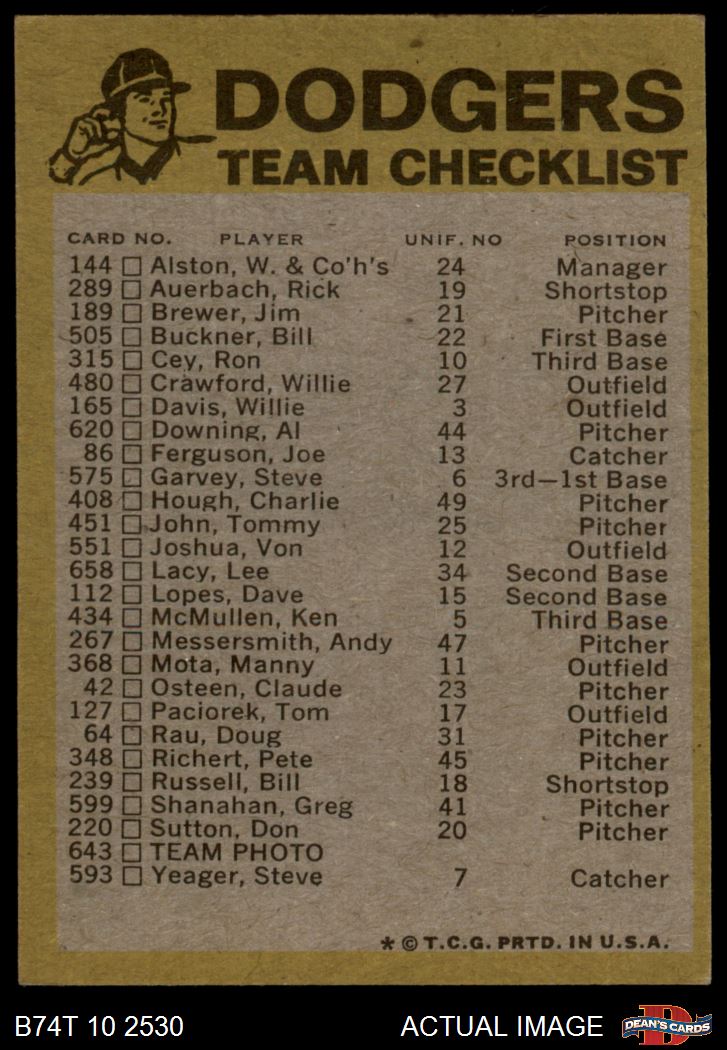 DODGERS
TEAM CHECKLIST
CARD NO. PLAYER UNIF. NO POSITION
144 Alston, W. & Co'h's 24 Manager
289 Auerbach, Rick 19 Shortstop
189 Brewer, Jim 21 Pitcher
505 Buckner, Bill 22 First Base
315 Cey, Ron 10 Third Base
480 Crawford, Willie 27 Outfield
165 Davis, Willie 3 Outfield
620 Downing, Al 44 Pitcher
86 Ferguson, Joe 13 Catcher
575 Garvey, Steve 6 3rd—1st Base
408 Hough, Charlie 49 Pitcher
451 John, Tommy 25 Pitcher
551 Joshua, Von 12 Outfield
658 Lacy, Lee 34 Second Base
112 Lopes, Dave 15 Second Base
434 McMullen, Ken 5 Third Base
267 Messersmith, Andy 47 Pitcher
368 Mota, Manny 11 Outfield
42 Osteen, Claude 23 Pitcher
127 Paciorek, Tom 17 Outfield
64 Rau, Doug 31 Pitcher
348 Richert, Pete 45 Pitcher
239 Russell, Bill 18 Shortstop
599 Shanahan, Greg 41 Pitcher
220 Sutton, Don 20 Pitcher
643 TEAM PHOTO
593 Yeager, Steve 7 Catcher
* © T.C.G. PRTD. IN U.S.A.
B74T 10 2530 ACTUAL IMAGE DEAN'S CARDS